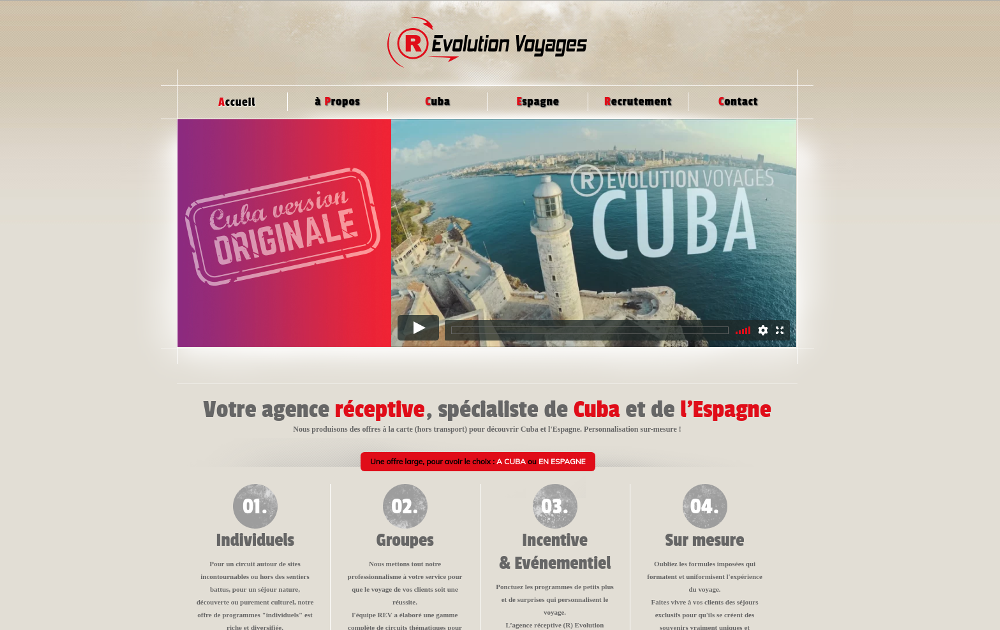 (R) Evolution Voyages
Accueil
à Propos
Cuba
Espagne
Recrutement
Contact
Cuba version
ORIGINALE
(R) EVOLUTION VOYAGES
CUBA
Votre agence réceptive, spécialiste de Cuba et de l'Espagne
Nous produisons des offres à la carte (hors transport) pour découvrir Cuba et l'Espagne. Personnalisation sur-mesure !
Une offre large, pour avoir le choix : A CUBA ou EN ESPAGNE
01.
Individuels
Pour un circuit autour de sites
incontournables ou hors des sentiers
battus, pour un séjour nature,
découverte ou purement culturel, notre
offre de programmes "individuels" est
riche et diversifiée.
02.
Groupes
Nous mettons tout notre
professionnalisme a votre service pour
que le voyage de vos clients soit une
réussite.
l'équipe REV a élaboré une gamme
complète de circuits thématiques pour
03.
Incentive
& Evénementiel
Ponctuez les programmes de petits plus
et de surprises qui personnalisent le
voyage.
L'agence réceptive (R) Evolution
04.
Sur mesure
Oubliez les formules imposées qui
formatent et uniformisent l'expérience
du voyage.
Faites vivre à vos clients des séjours
exclusifs pour qu'ils se créent des
souvenirs vraiment uniques et